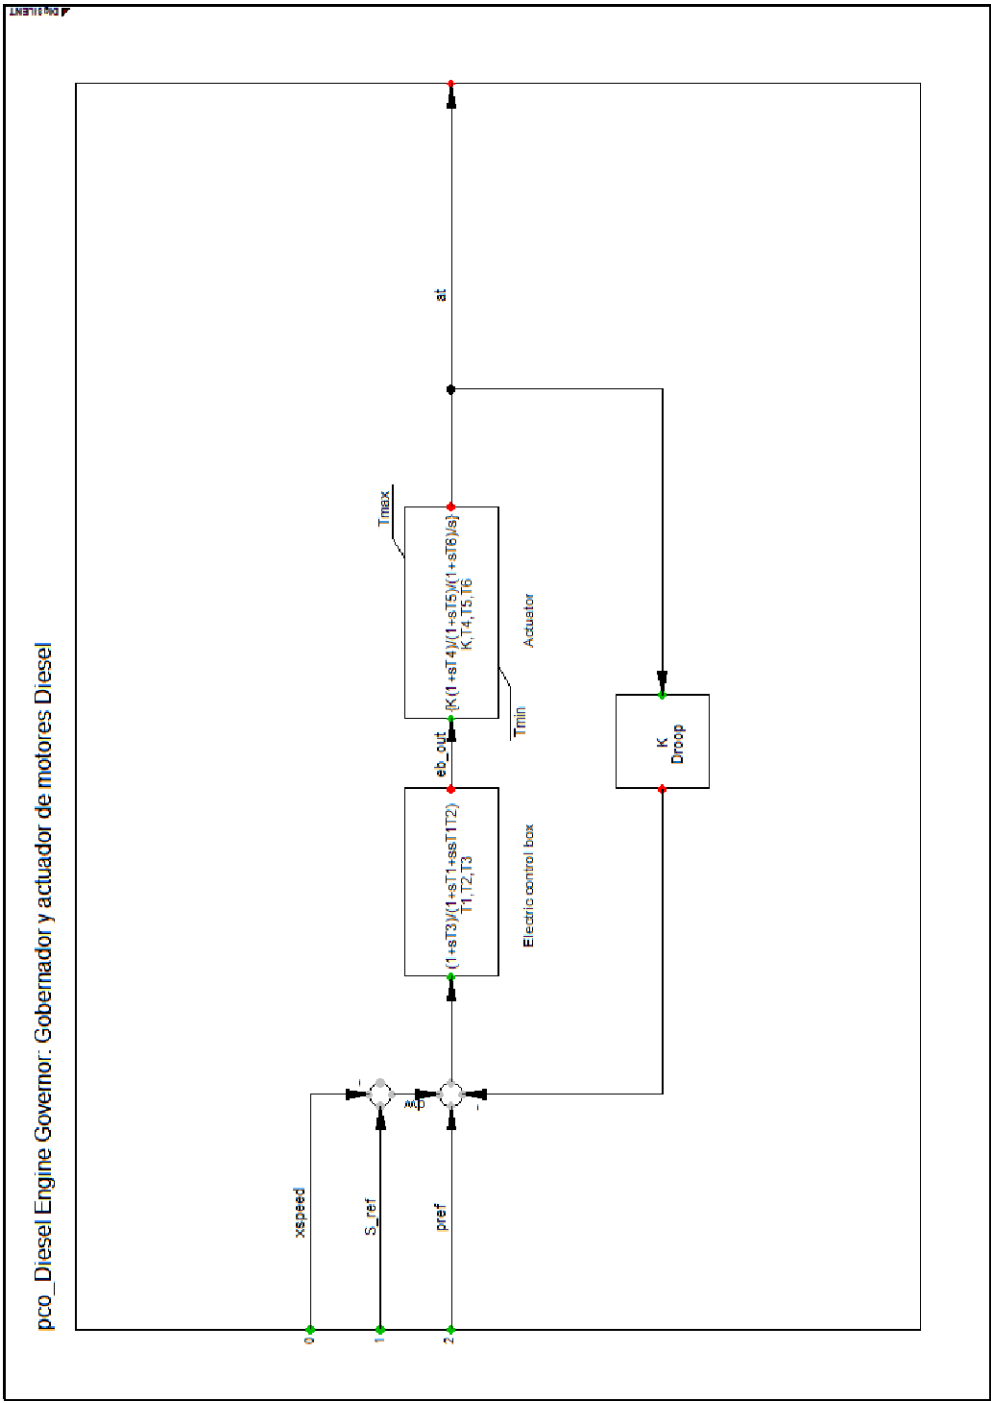 DIgSILENT
pco_Diesel Engine Governor: Gobernador y actuador de motores Diesel
0
xspeed
-
1
S_ref
2
pref
-
(1+sT3)/(1+sT1+ssT1T2)
T1,T2,T3
Electric control box
eb_out
Tmax
{K(1+sT4)/(1+sT5)/(1+sT6)/s}
K,T4,T5,T6
Actuator
Tmin
at
K
Droop